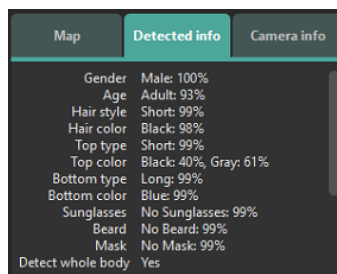 Map Detected info Camera info
Gender Male: 100%
Age Adult: 93%
Hair style Short: 99%
Hair color Black: 98%
Top type Short: 99%
Top color Black: 40%, Gray: 61%
Bottom type Long: 99%
Bottom color Blue: 99%
Sunglasses No Sunglasses: 99%
Beard No Beard: 99%
Mask No Mask: 99%
Detect whole body Yes